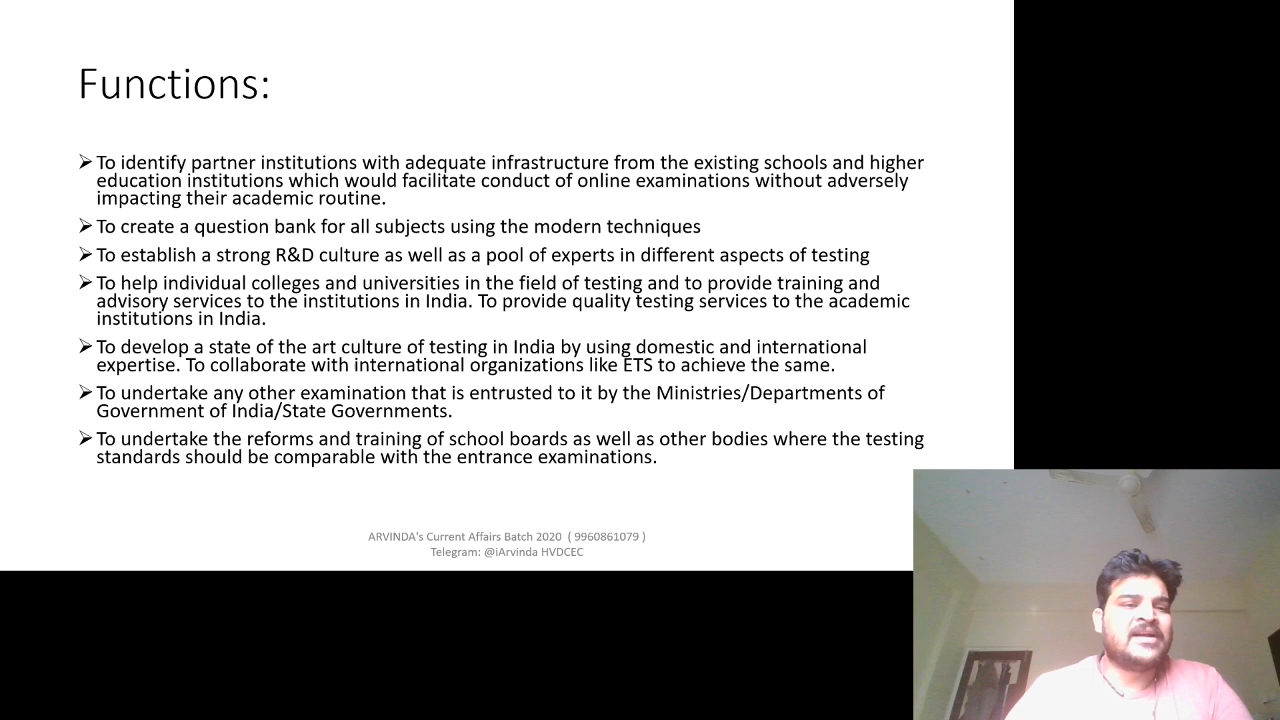 Functions:
➢To identify partner institutions with adequate infrastructure from the existing schools and higher
education institutions which would facilitate conduct of online examinations without adversely
impacting their academic routine.
➢To create a question bank for all subjects using the modern techniques
➢To establish a strong R&D culture as well as a pool of experts in different aspects of testing
➢To help individual colleges and universities in the field of testing and to provide training and
advisory services to the institutions in India. To provide quality testing services to the academic
institutions in India.
➢To develop a state of the art culture of testing in India by using domestic and international
expertise. To collaborate with international organizations like ETS to achieve the same.
➢To undertake any other examination that is entrusted to it by the Ministries/Departments of
Government of India/State Governments.
➢To undertake the reforms and training of school boards as well as other bodies where the testing
standards should be comparable with the entrance examinations.
ARVINDA's Current Affairs Batch 2020 ( 9960861079 )
Telegram: @iArvinda HVDCEC